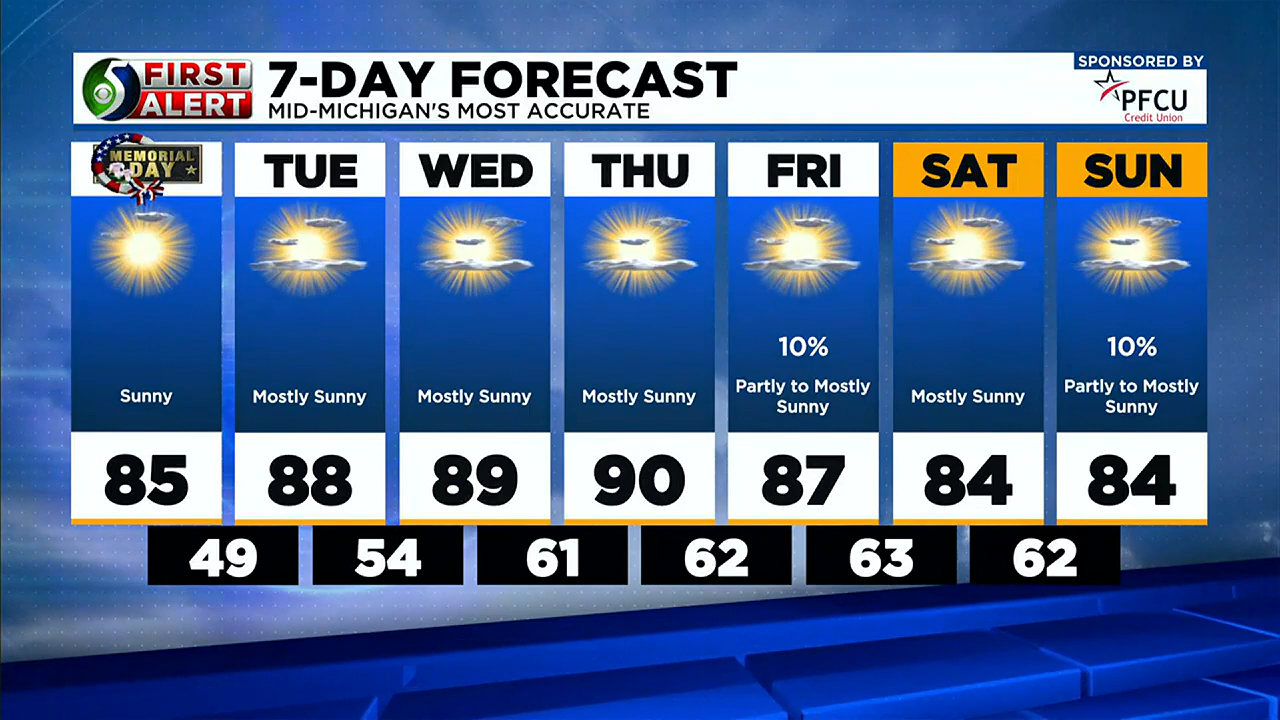 5 FIRST
ALERT
7-DAY FORECAST
MID-MICHIGAN'S MOST ACCURATE
SPONSORED BY
PFCU
Credit Union
MEMORIAL
DAY
TUE
WED
THU
FRI
SAT
SUN
10%
10%
Sunny
Mostly Sunny
Mostly Sunny
Mostly Sunny
Partly to Mostly
Sunny
Mostly Sunny
Partly to Mostly
Sunny
85
88
89
90
87
84
84
49
54
61
62
63
62